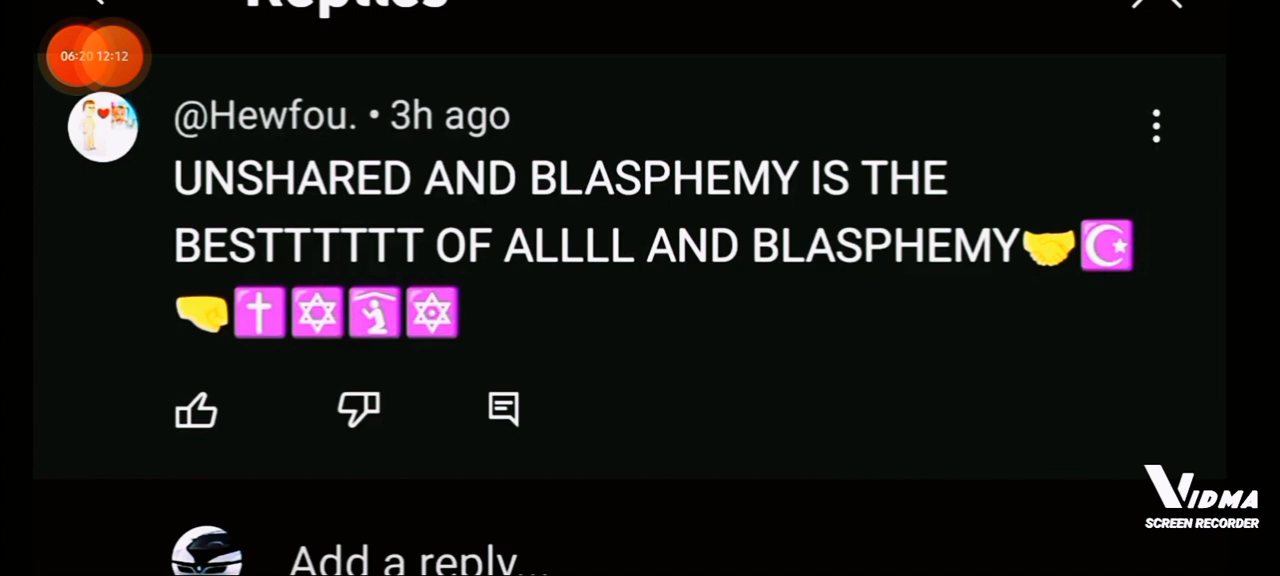 Replies
06:20 12:12
@Hewfou. • 3h ago
UNSHARED AND BLASPHEMY IS THE
BESTTTTTT OF ALLLL AND BLASPHEMY🤝☪️
🤜✝️✡️🛐🔯
Add a reply...
VIDMA
SCREEN RECORDER